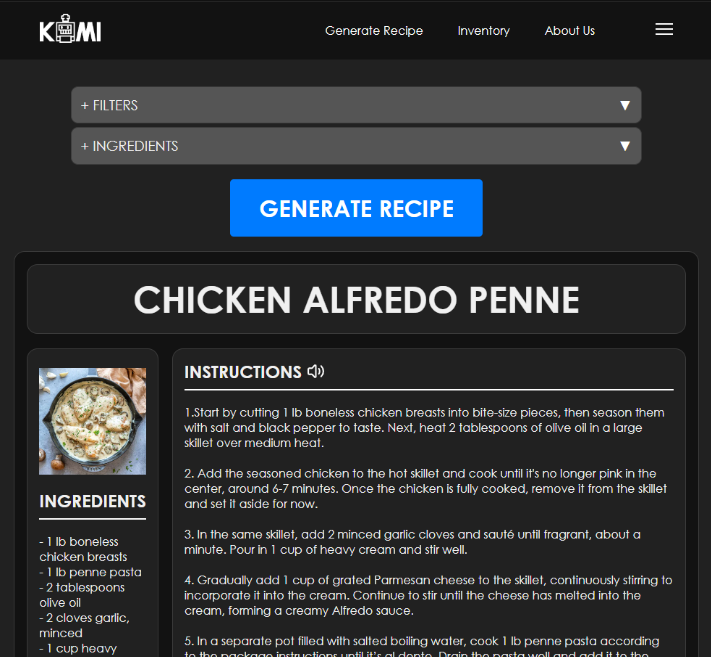 KOMI
Generate Recipe
Inventory
About Us
+ FILTERS ▼
+ INGREDIENTS ▼
GENERATE RECIPE
CHICKEN ALFREDO PENNE
INGREDIENTS
- 1 lb boneless
chicken breasts
- 1 lb penne pasta
- 2 tablespoons
olive oil
- 2 cloves garlic,
minced
- 1 cup heavy
INSTRUCTIONS
1.Start by cutting 1 lb boneless chicken breasts into bite-size pieces, then season them
with salt and black pepper to taste. Next, heat 2 tablespoons of olive oil in a large
skillet over medium heat.
2. Add the seasoned chicken to the hot skillet and cook until it's no longer pink in the
center, around 6-7 minutes. Once the chicken is fully cooked, remove it from the skillet
and set it aside for now.
3. In the same skillet, add 2 minced garlic cloves and sauté until fragrant, about a
minute. Pour in 1 cup of heavy cream and stir well.
4. Gradually add 1 cup of grated Parmesan cheese to the skillet, continuously stirring to
incorporate it into the cream. Continue to stir until the cheese has melted into the
cream, forming a creamy Alfredo sauce.
5. In a separate pot filled with salted boiling water, cook 1 lb penne pasta according
to the package instructions until it's al dente. Drain the pasta well and add it to the